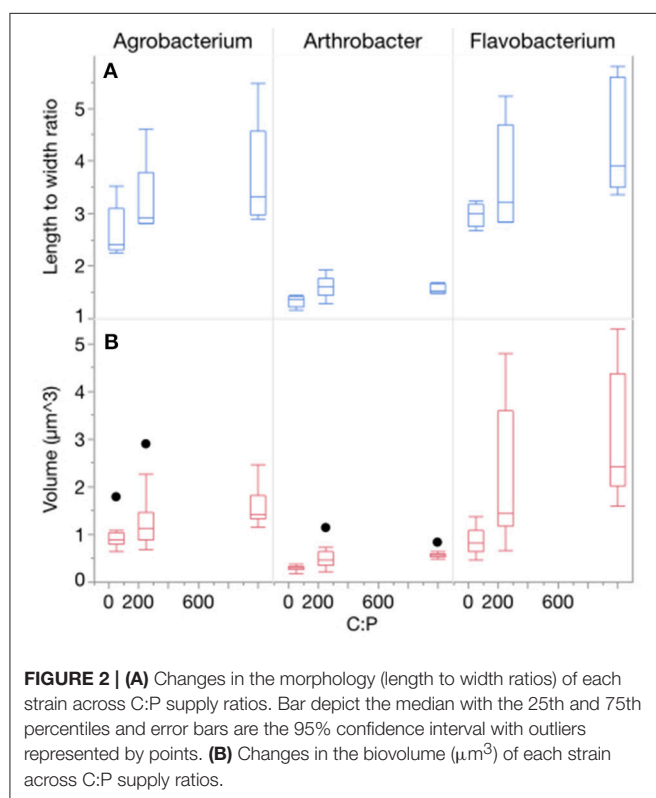 Agrobacterium Arthrobacter Flavobacterium
A
Length to width ratio
5
4
3
2
1
B
Volume (µm^3)
5
4
3
2
1
0
0 200 600 0 200 600 0 200 600
C:P
FIGURE 2 | (A) Changes in the morphology (length to width ratios) of each
strain across C:P supply ratios. Bar depict the median with the 25th and 75th
percentiles and error bars are the 95% confidence interval with outliers
represented by points. (B) Changes in the biovolume (µm³) of each strain
across C:P supply ratios.